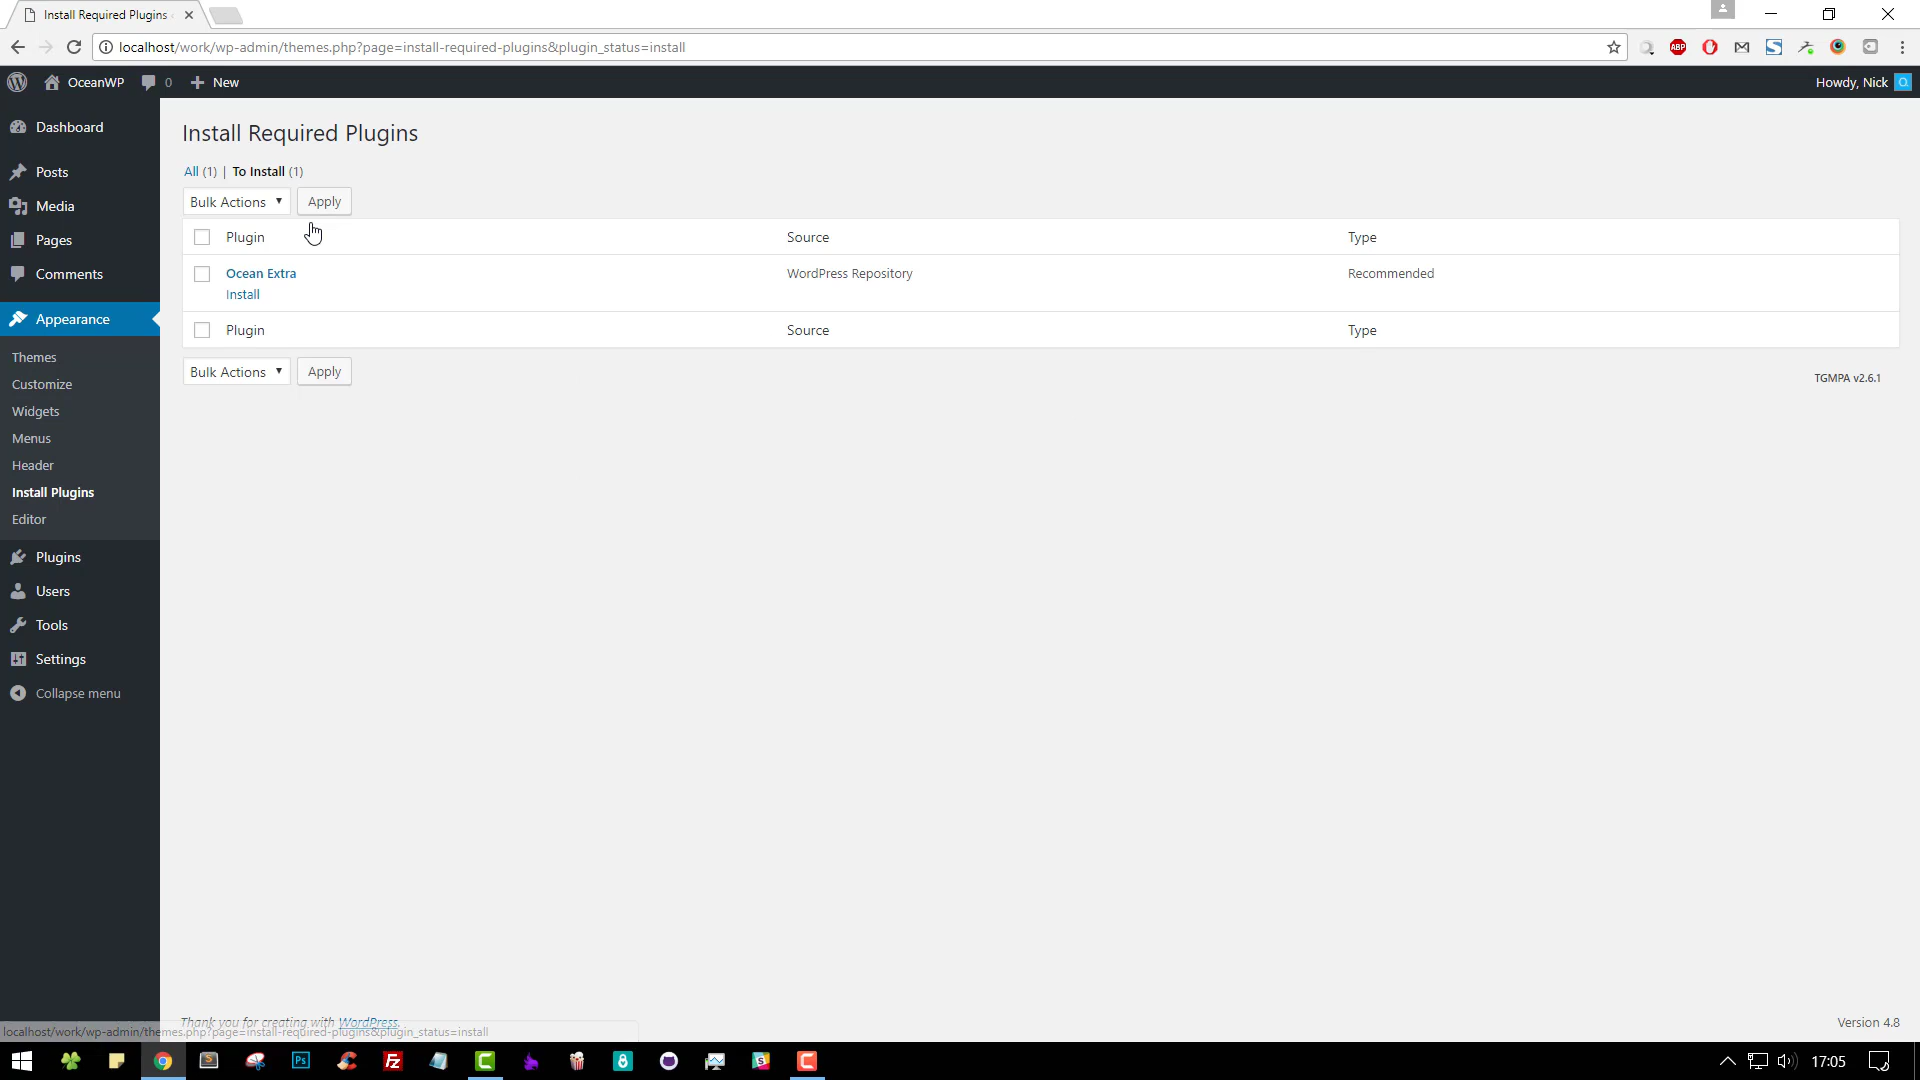 Install Required Plugins
localhost/work/wp-admin/themes.php?page=install-required-plugins&plugin_status=install
ABP
OceanWP
0
New
Howdy, Nick
Dashboard
Posts
Media
Pages
Comments
Appearance
Themes
Customize
Widgets
Menus
Header
Install Plugins
Editor
Plugins
Users
Tools
Settings
Collapse menu
Install Required Plugins
All (1) | To Install (1)
Bulk Actions Apply
Plugin Source Type
Ocean Extra WordPress Repository Recommended
Install
Plugin Source Type
Bulk Actions Apply
TGMPA v2.6.1
Thank you for creating with WordPress.
Version 4.8
localhost/work/wp-admin/themes.php?page=install-required-plugins&plugin_status=install
S
Ps
Fz
S
17:05